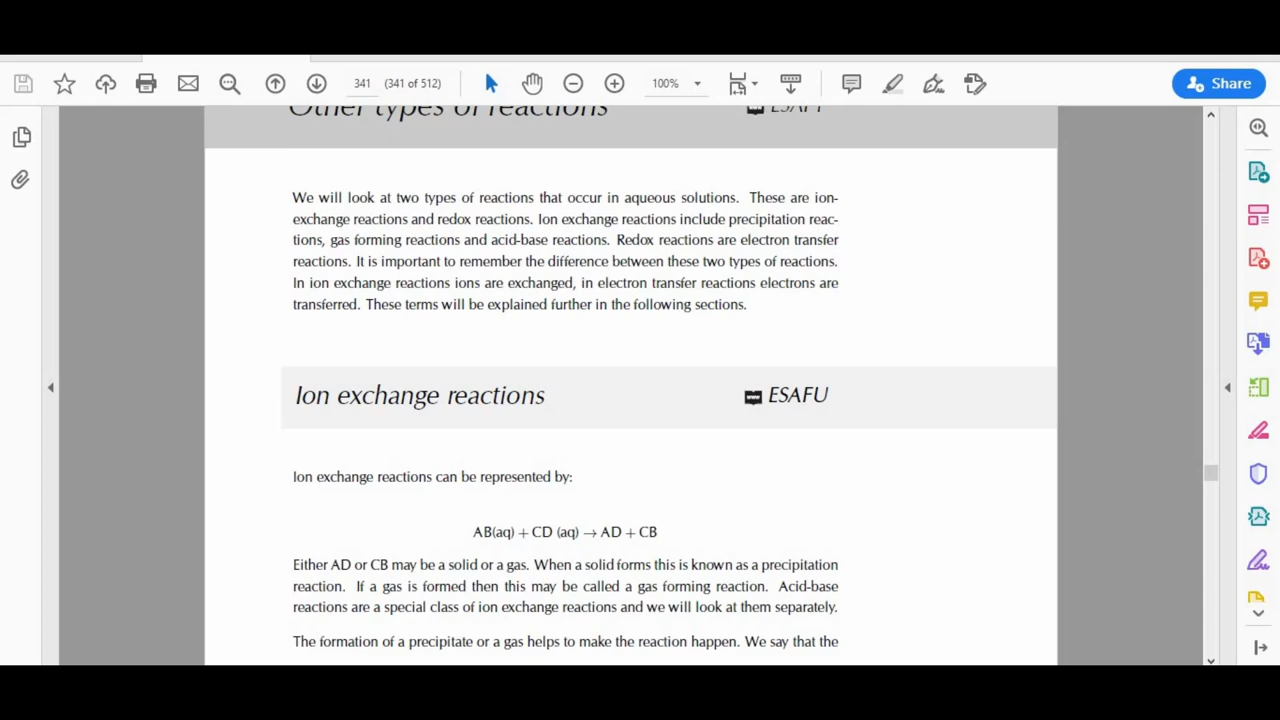 341 (341 of 512) 100% Share
Other types of reactions ESAFT
We will look at two types of reactions that occur in aqueous solutions. These are ion-
exchange reactions and redox reactions. Ion exchange reactions include precipitation reac-
tions, gas forming reactions and acid-base reactions. Redox reactions are electron transfer
reactions. It is important to remember the difference between these two types of reactions.
In ion exchange reactions ions are exchanged, in electron transfer reactions electrons are
transferred. These terms will be explained further in the following sections.
Ion exchange reactions www ESAFU
Ion exchange reactions can be represented by:
AB(aq) + CD (aq) → AD + CB
Either AD or CB may be a solid or a gas. When a solid forms this is known as a precipitation
reaction. If a gas is formed then this may be called a gas forming reaction. Acid-base
reactions are a special class of ion exchange reactions and we will look at them separately.
The formation of a precipitate or a gas helps to make the reaction happen. We say that the